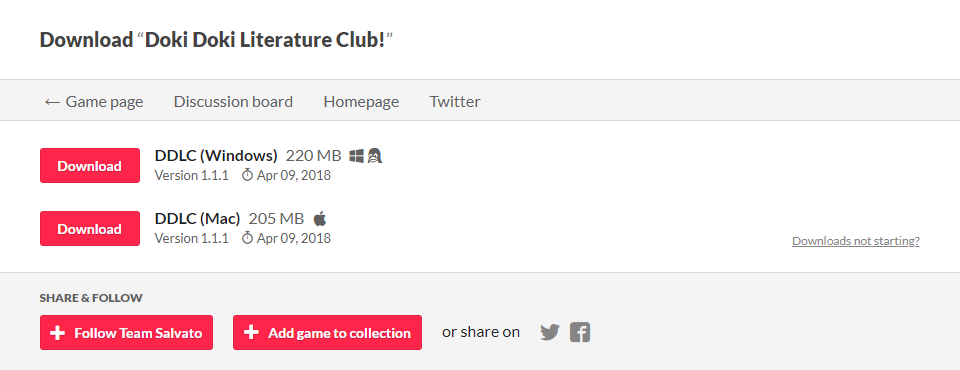 Download “Doki Doki Literature Club!”
← Game page Discussion board Homepage Twitter
Download DDLC (Windows) 220 MB
Version 1.1.1 Apr 09, 2018
Download DDLC (Mac) 205 MB
Version 1.1.1 Apr 09, 2018
Downloads not starting?
SHARE & FOLLOW
Follow Team Salvato Add game to collection or share on